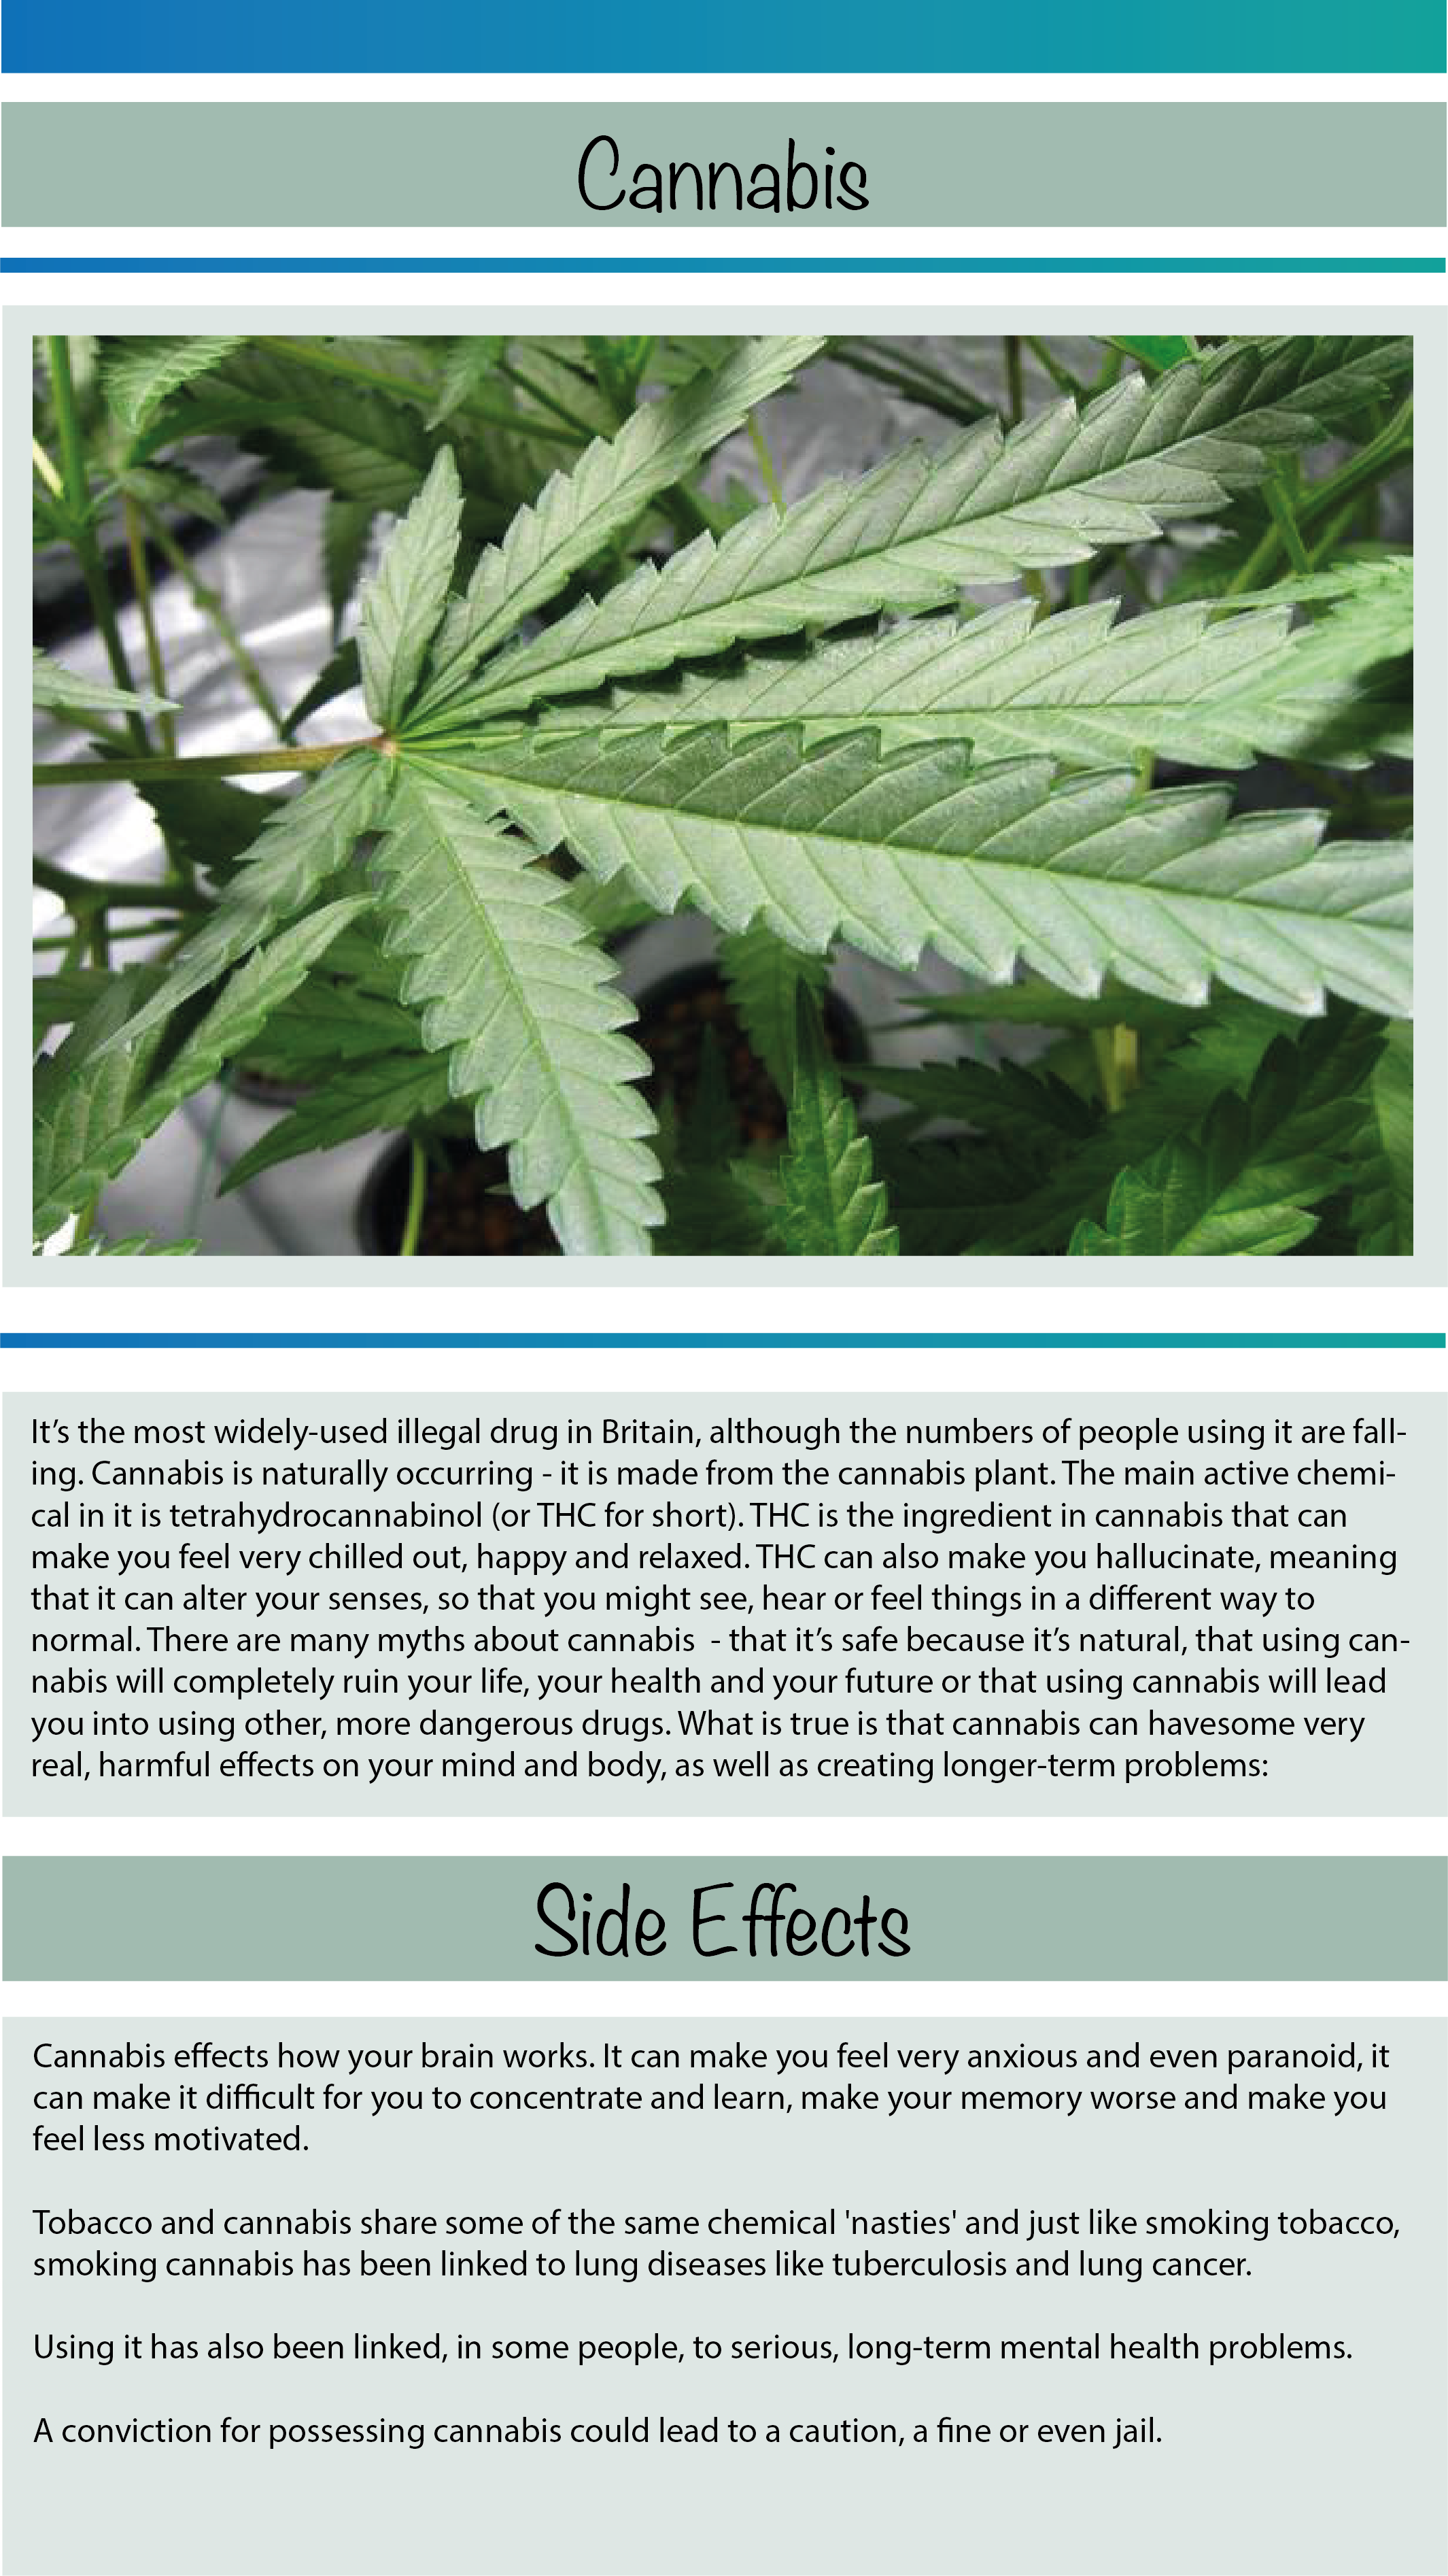 Cannabis
It’s the most widely-used illegal drug in Britain, although the numbers of people using it are fall-
ing. Cannabis is naturally occurring - it is made from the cannabis plant. The main active chemi-
cal in it is tetrahydrocannabinol (or THC for short). THC is the ingredient in cannabis that can
make you feel very chilled out, happy and relaxed. THC can also make you hallucinate, meaning
that it can alter your senses, so that you might see, hear or feel things in a different way to
normal. There are many myths about cannabis  - that it’s safe because it’s natural, that using can-
nabis will completely ruin your life, your health and your future or that using cannabis will lead
you into using other, more dangerous drugs. What is true is that cannabis can havesome very
real, harmful effects on your mind and body, as well as creating longer-term problems:
Side Effects
Cannabis effects how your brain works. It can make you feel very anxious and even paranoid, it
can make it difficult for you to concentrate and learn, make your memory worse and make you
feel less motivated.
Tobacco and cannabis share some of the same chemical 'nasties' and just like smoking tobacco,
smoking cannabis has been linked to lung diseases like tuberculosis and lung cancer.
Using it has also been linked, in some people, to serious, long-term mental health problems.
A conviction for possessing cannabis could lead to a caution, a fine or even jail.